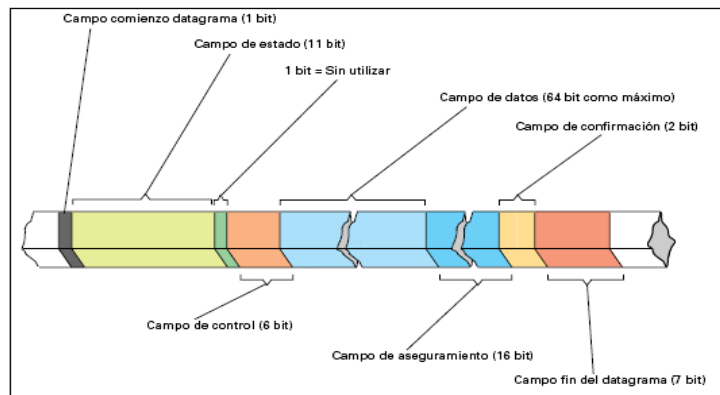 Campo comienzo datagrama (1 bit)
Campo de estado (11 bit)
1 bit = Sin utilizar
Campo de datos (64 bit como máximo)
Campo de confirmación (2 bit)
Campo de control (6 bit)
Campo de aseguramiento (16 bit)
Campo fin del datagrama (7 bit)